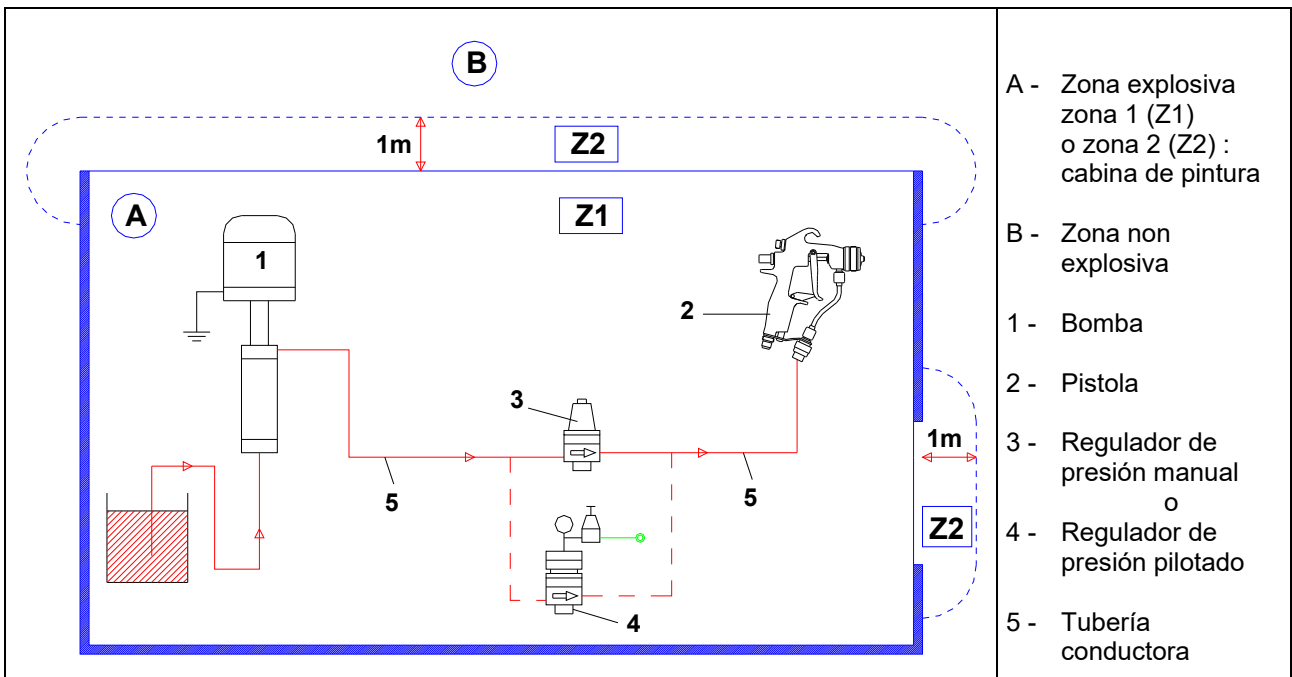 B
1m
Z2
A
Z1
1
2
3
1m
5
5
Z2
4
A - Zona explosiva
zona 1 (Z1)
o zona 2 (Z2) :
cabina de pintura
B - Zona non
explosiva
1 - Bomba
2 - Pistola
3 - Regulador de
presión manual
o
4 - Regulador de
presión pilotado
5 - Tubería
conductora